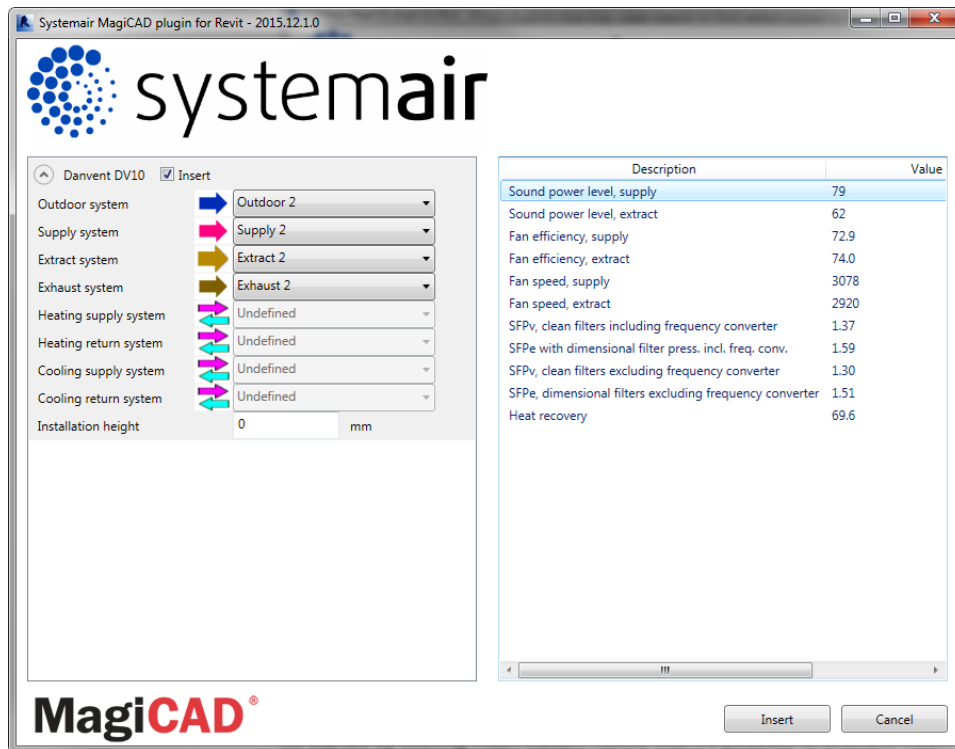 Systemair MagiCAD plugin for Revit - 2015.12.1.0
systemair
Danvent DV10 Insert
Outdoor system Outdoor 2
Supply system Supply 2
Extract system Extract 2
Exhaust system Exhaust 2
Heating supply system Undefined
Heating return system Undefined
Cooling supply system Undefined
Cooling return system Undefined
Installation height 0 mm
Description Value
Sound power level, supply 79
Sound power level, extract 62
Fan efficiency, supply 72.9
Fan efficiency, extract 74.0
Fan speed, supply 3078
Fan speed, extract 2920
SFPv, clean filters including frequency converter 1.37
SFPe with dimensional filter press. incl. freq. conv. 1.59
SFPv, clean filters excluding frequency converter 1.30
SFPe, dimensional filters excluding frequency converter 1.51
Heat recovery 69.6
MagiCAD®
Insert Cancel